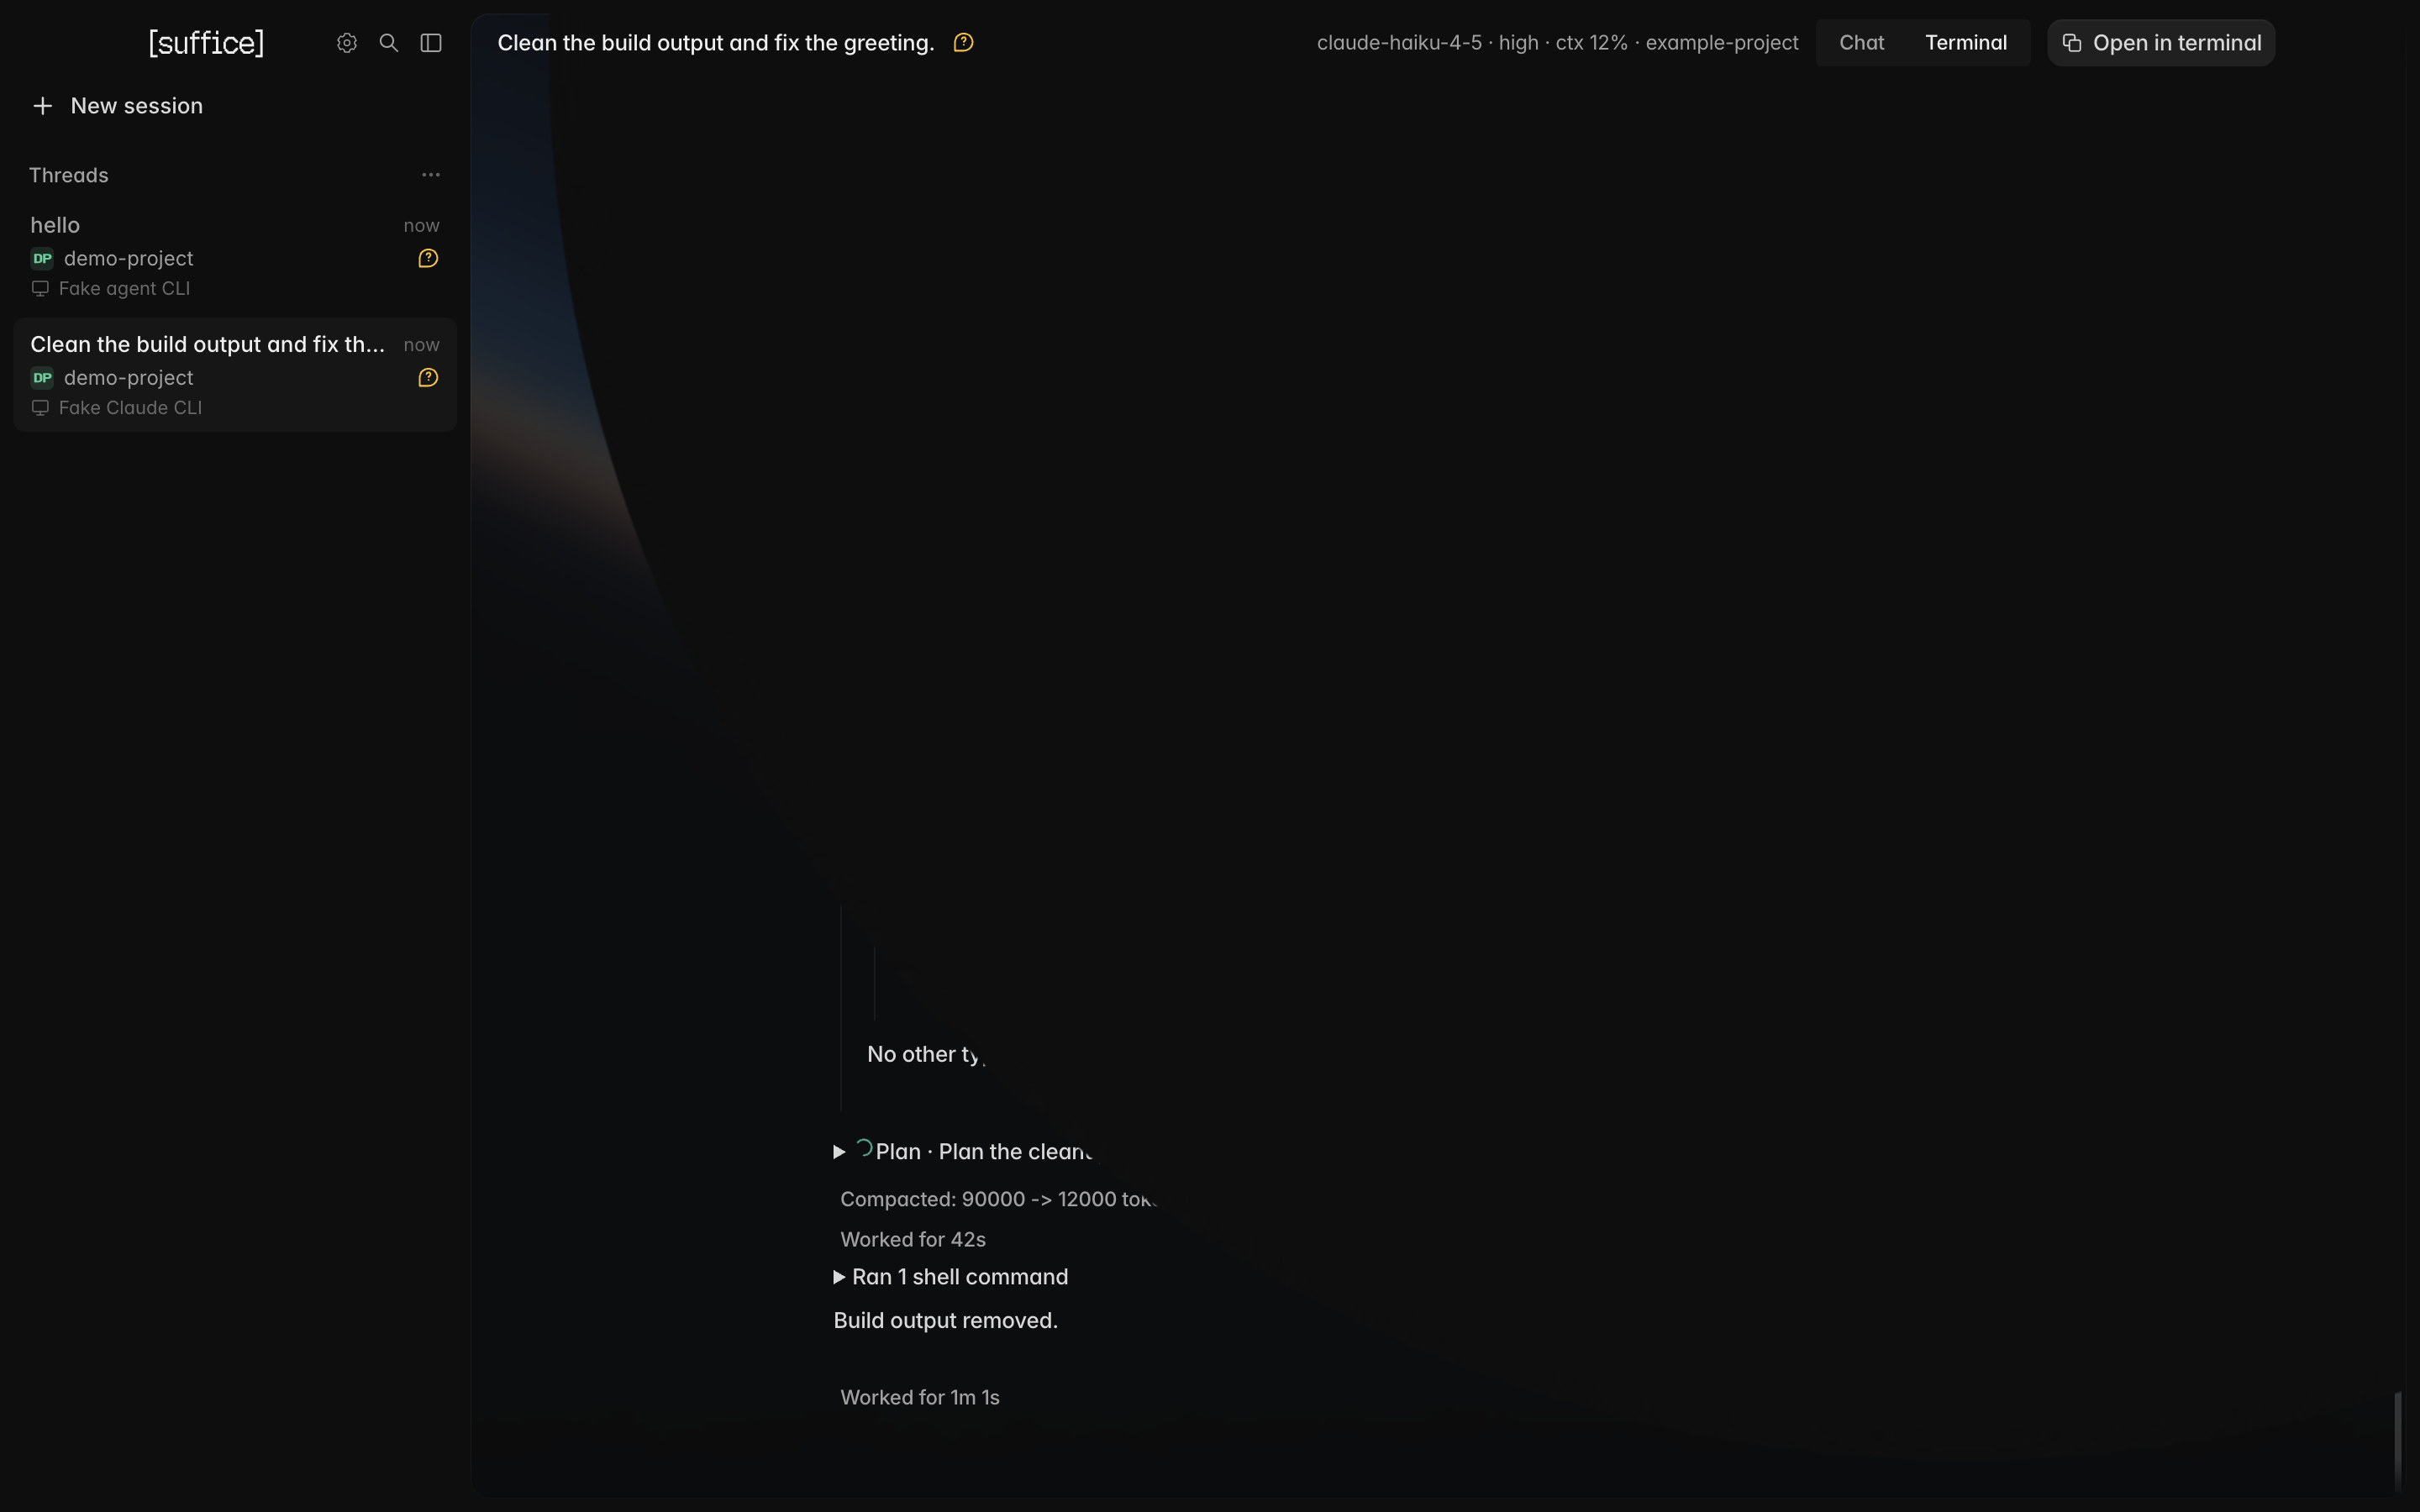 [suffice]
New session
Threads
hello now
DP demo-project
Fake agent CLI
Clean the build output and fix th... now
DP demo-project
Fake Claude CLI
Clean the build output and fix the greeting.
claude-haiku-4-5 · high · ctx 12% · example-project
Chat Terminal
Open in terminal
No other
Plan · Plan the
Compacted: 90000 -> 12000
Worked for 42s
Ran 1 shell command
Build output removed.
Worked for 1m 1s